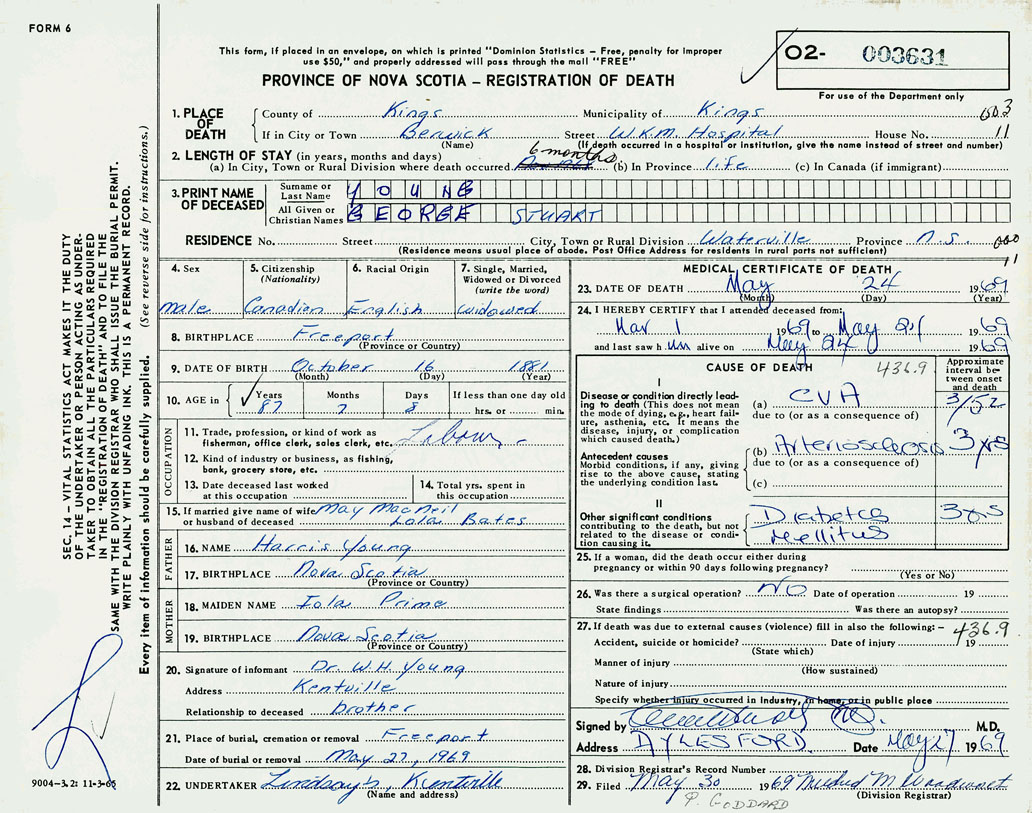 FORM 6
This form, if placed in an envelope, on which is printed "Dominion Statistics – Free, penalty for improper
use $50," and properly addressed will pass through the mail "FREE"
O2- 003631
PROVINCE OF NOVA SCOTIA – REGISTRATION OF DEATH
For use of the Department only
1. PLACE OF DEATH
County of Kings Municipality of Kings
If in City or Town Berwick Street W.K.M. Hospital House No. 11
(Name) (If death occurred in a hospital or institution, give the name instead of street and number)
2. LENGTH OF STAY (in years, months and days) 6 months
(a) In City, Town or Rural Division where death occurred (b) In Province life (c) In Canada (if immigrant)
3. PRINT NAME OF DECEASED
Surname or Last Name YOUNG
All Given or Christian Names GEORGE STUART
RESIDENCE No. Street City, Town or Rural Division Waterville Province N.S.
(Residence means usual place of abode. Post Office Address for residents in rural parts not sufficient)
11
4. Sex
male
5. Citizenship
(Nationality)
Canadian
6. Racial Origin
English
7. Single, Married,
Widowed or Divorced
(write the word)
widowed
8. BIRTHPLACE Freeport
(Province or Country)
9. DATE OF BIRTH October 16 1881
(Month) (Day) (Year)
10. AGE in Years Months Days If less than one day old
87 7 8 hrs. or min.
OCCUPATION
11. Trade, profession, or kind of work as
fisherman, office clerk, sales clerk, etc. Labour
12. Kind of industry or business, as fishing,
bank, grocery store, etc.
13. Date deceased last worked
at this occupation
14. Total yrs. spent in
this occupation
15. If married give name of wife May MacNeil
or husband of deceased Lola Bates
FATHER
16. NAME Harris Young
17. BIRTHPLACE Nova Scotia
(Province or Country)
MOTHER
18. MAIDEN NAME Iola Prime
19. BIRTHPLACE Nova Scotia
(Province or Country)
20. Signature of informant Dr. W.H. Young
Address Kentville
Relationship to deceased brother
21. Place of burial, cremation or removal Freeport
Date of burial or removal May 27, 1969
22. UNDERTAKER Lindsay's, Kentville
(Name and address)
MEDICAL CERTIFICATE OF DEATH
23. DATE OF DEATH May 24 1969
(Month) (Day) (Year)
24. I HEREBY CERTIFY that I attended deceased from:
Mar 1 1969 to May 24 1969
and last saw him alive on May 24 1969
CAUSE OF DEATH 436.9
Approximate
interval be-
tween onset
and death
I
Disease or condition directly lead-
ing to death (This does not mean
the mode of dying, e.g., heart fail-
ure, asthenia, etc. It means the
disease, injury, or complication
which caused death.)
(a) CVA 3/52
due to (or as a consequence of)
Antecedent causes
Morbid conditions, if any, giving
rise to the above cause, stating
the underlying condition last.
(b) Arteriosclerosis 3 yrs
due to (or as a consequence of)
(c)
II
Other significant conditions
contributing to the death, but not
related to the disease or condi-
tion causing it.
Diabetes 3 yrs
Mellitus
25. If a woman, did the death occur either during
pregnancy or within 90 days following pregnancy?
(Yes or No)
26. Was there a surgical operation? NO Date of operation 19
State findings Was there an autopsy?
27. If death was due to external causes (violence) fill in also the following: – 436.9
Accident, suicide or homicide? Date of injury 19
(State which)
Manner of injury
(How sustained)
Nature of injury
Specify whether injury occurred in industry, in home, or in public place
Signed by M.D.
Address AYLESFORD Date May 27 1969
28. Division Registrar's Record Number
29. Filed May 30 1969
(Division Registrar)
P. GODDARD
SEC. 14 – VITAL STATISTICS ACT MAKES IT THE DUTY
OF THE UNDERTAKER OR PERSON ACTING AS UNDER-
TAKER TO OBTAIN ALL THE PARTICULARS REQUIRED
IN THE "REGISTRATION OF DEATH" AND TO FILE THE
SAME WITH THE DIVISION REGISTRAR WHO SHALL ISSUE THE BURIAL PERMIT.
WRITE PLAINLY WITH UNFADING INK. THIS IS A PERMANENT RECORD.
Every item of information should be carefully supplied. (See reverse side for instructions.)
9004–3.2: 11-3-65